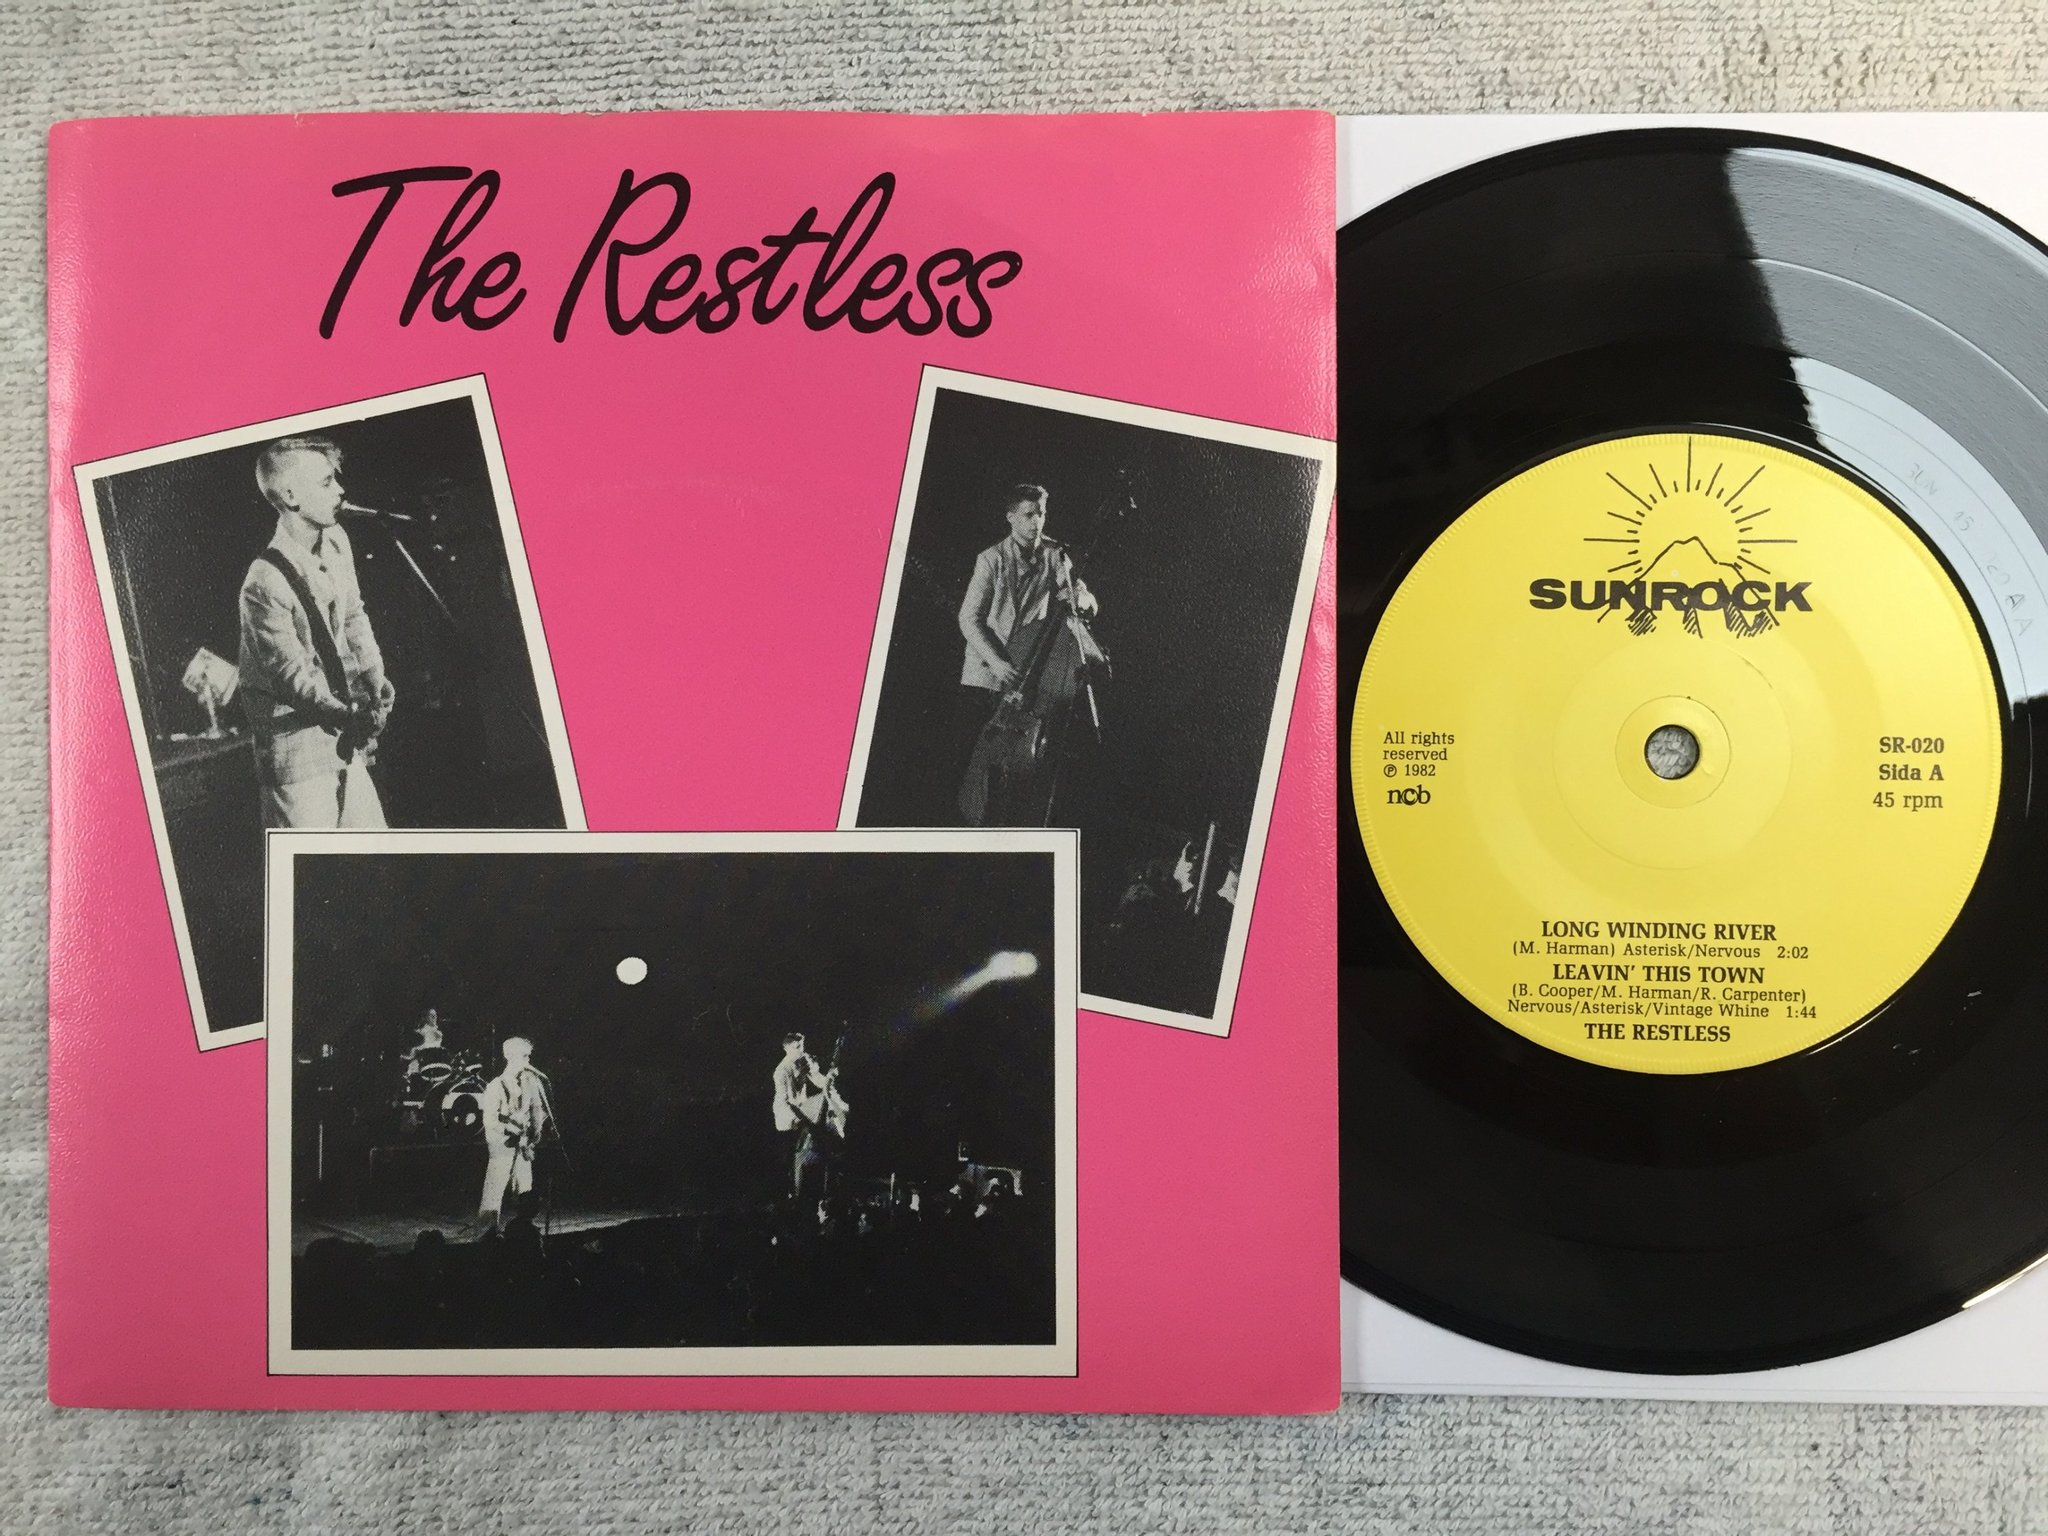 The Restless
SUNROCK
All rights
reserved
℗ 1982
ncb
SR-020
Sida A
45 rpm
LONG WINDING RIVER
(M. Harman) Asterisk/Nervous 2:02
LEAVIN' THIS TOWN
(B. Cooper/M. Harman/R. Carpenter)
Nervous/Asterisk/Vintage Whine 1:44
THE RESTLESS